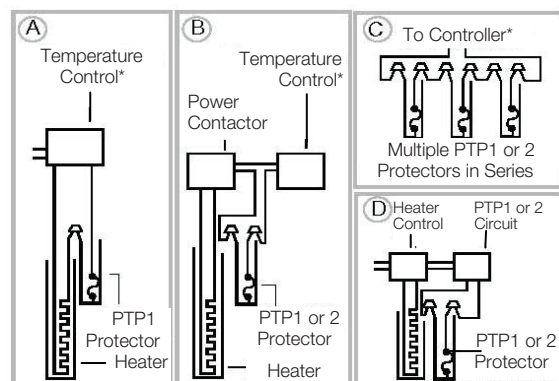 A
Temperature
Control*
PTP1
Protector
Heater
B
Temperature
Control*
Power
Contactor
PTP1 or 2
Protector
Heater
C
To Controller*
Multiple PTP1 or 2
Protectors in Series
D
Heater
Control
PTP1 or 2
Circuit
PTP1 or 2
Protector